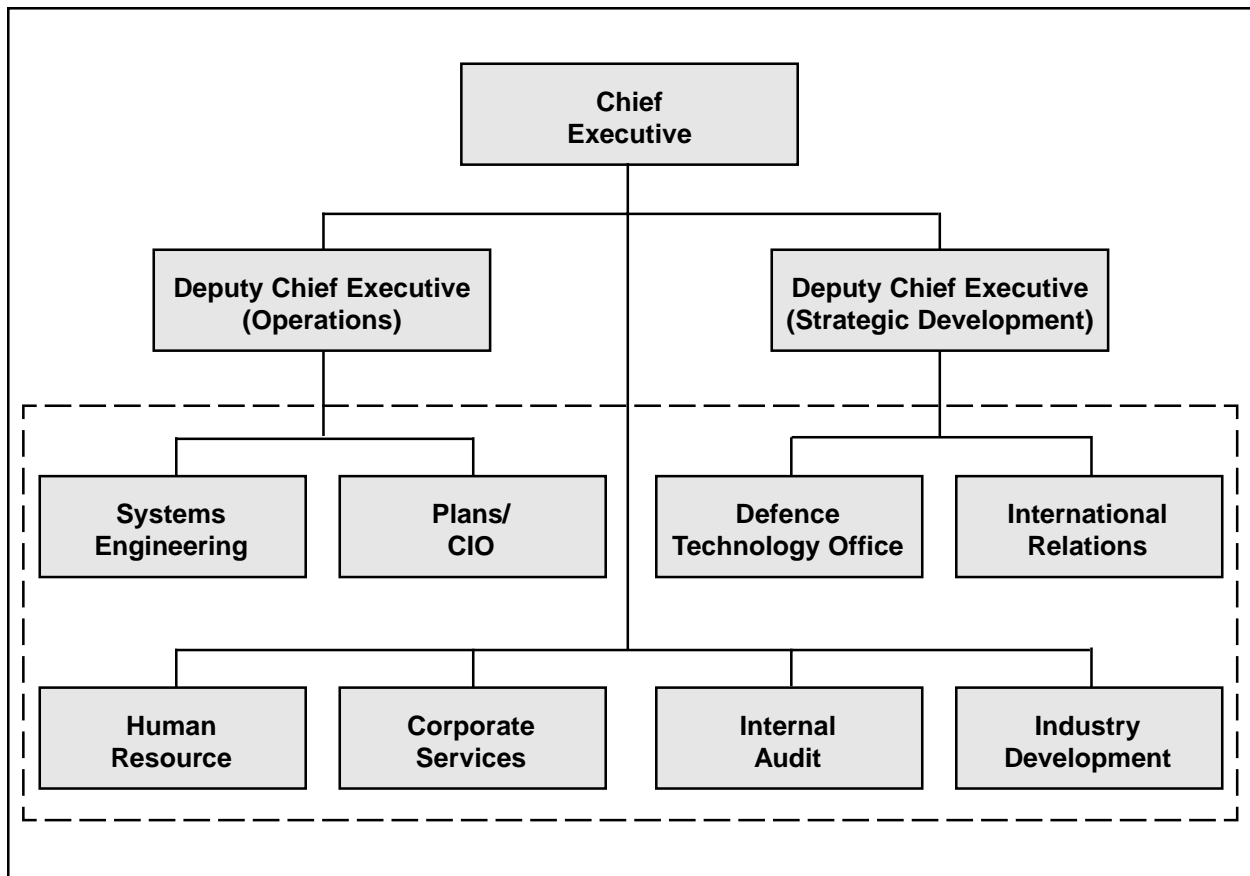 Chief
Executive
Deputy Chief Executive
(Operations)
Deputy Chief Executive
(Strategic Development)
Systems
Engineering
Plans/
CIO
Defence
Technology Office
International
Relations
Human
Resource
Corporate
Services
Internal
Audit
Industry
Development